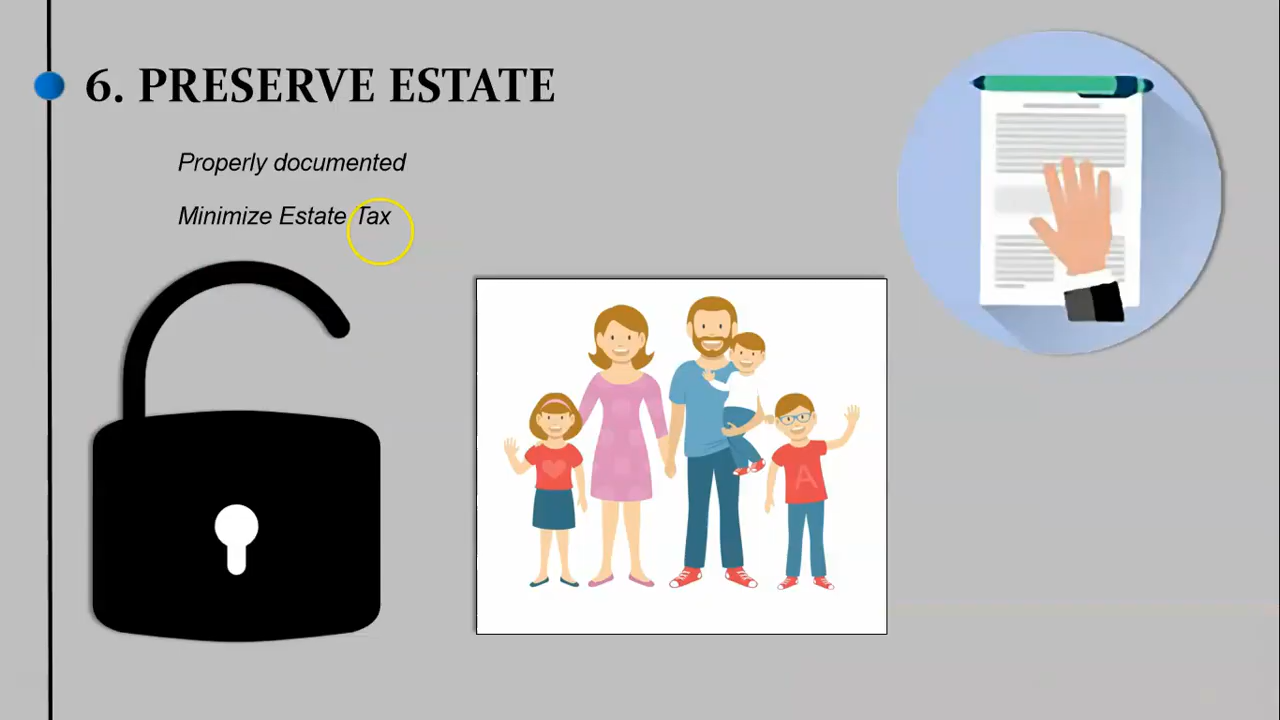 6. PRESERVE ESTATE
Properly documented
Minimize Estate Tax
A